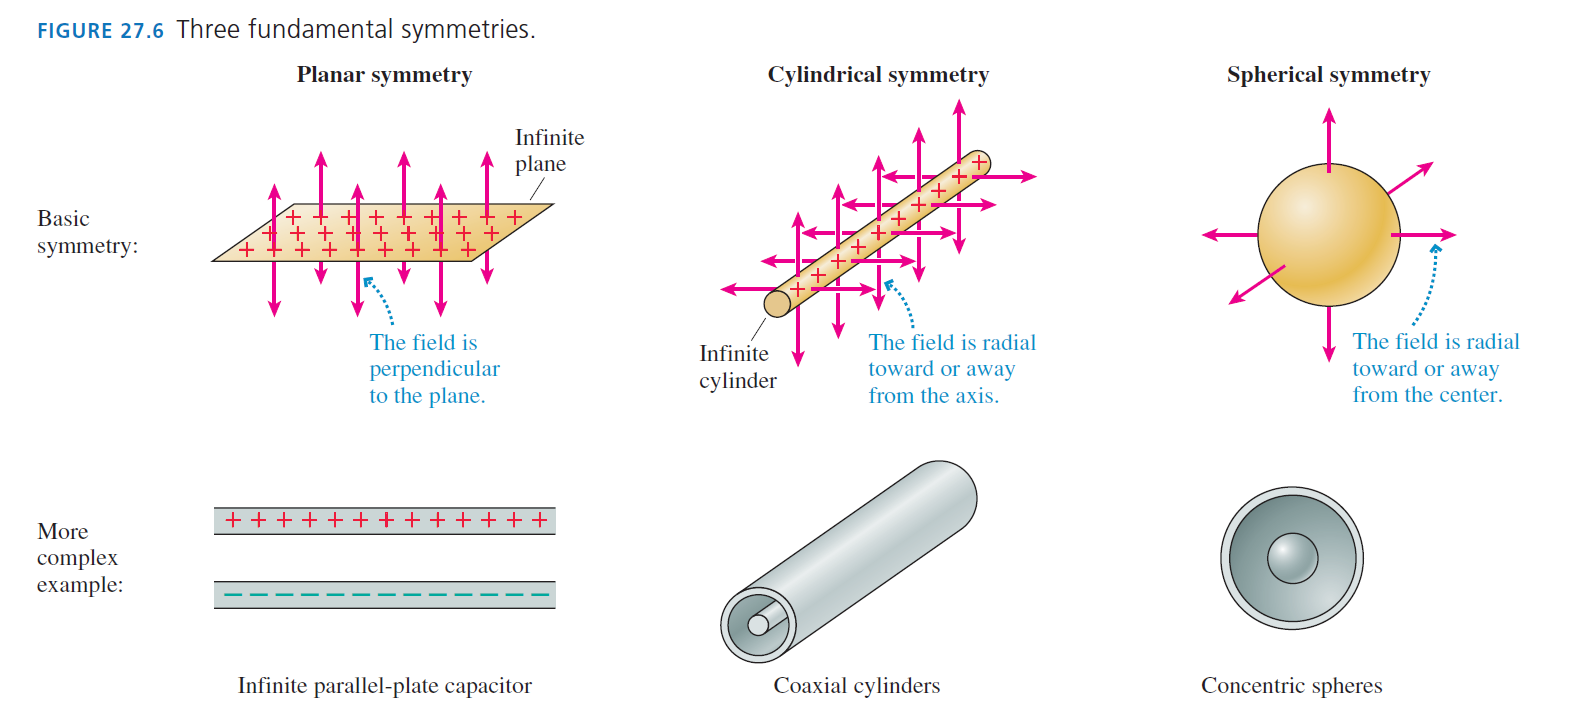 FIGURE 27.6 Three fundamental symmetries.
Planar symmetry
Cylindrical symmetry
Spherical symmetry
Basic
symmetry:
Infinite
plane
The field is
perpendicular
to the plane.
Infinite
cylinder
The field is radial
toward or away
from the axis.
The field is radial
toward or away
from the center.
More
complex
example:
Infinite parallel-plate capacitor
Coaxial cylinders
Concentric spheres